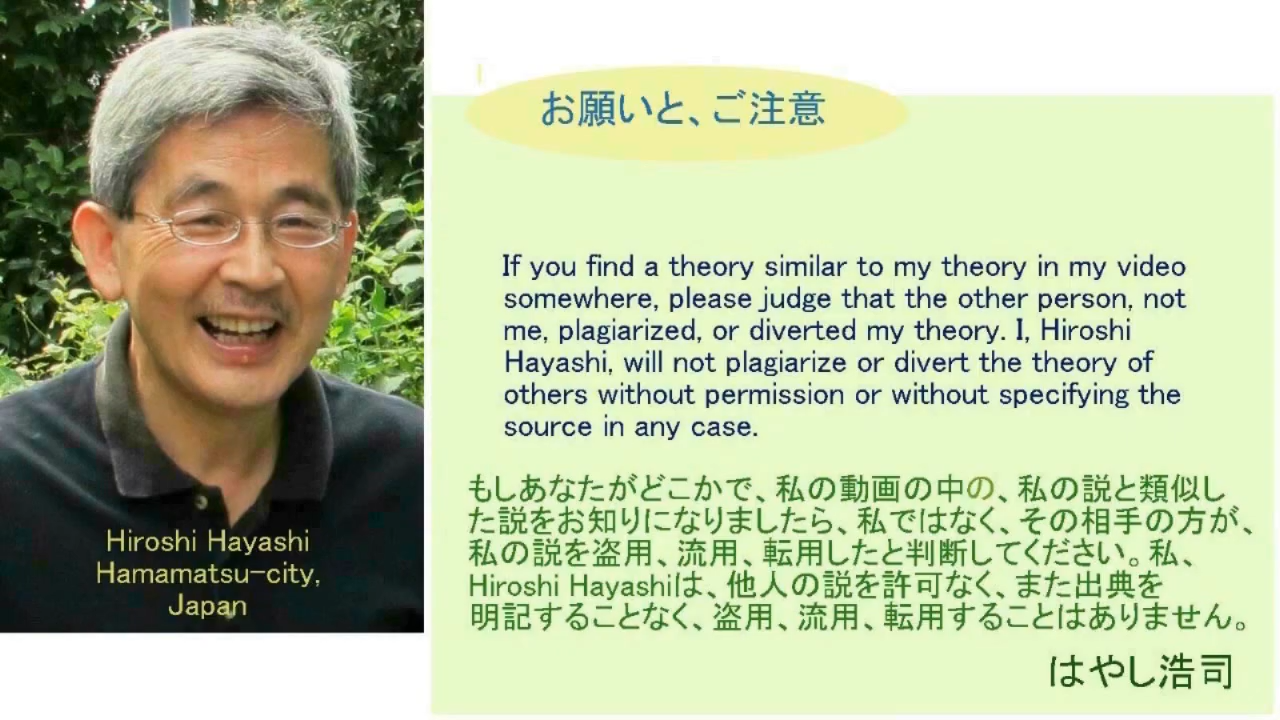 お願いと、ご注意
If you find a theory similar to my theory in my video
somewhere, please judge that the other person, not
me, plagiarized, or diverted my theory. I, Hiroshi
Hayashi, will not plagiarize or divert the theory of
others without permission or without specifying the
source in any case.
もしあなたがどこかで、私の動画の中の、私の説と類似し
た説をお知りになりましたら、私ではなく、その相手の方が、
私の説を盗用、流用、転用したと判断してください。私、
Hiroshi Hayashiは、他人の説を許可なく、また出典を
明記することなく、盗用、流用、転用することはありません。
はやし浩司
Hiroshi Hayashi
Hamamatsu-city,
Japan